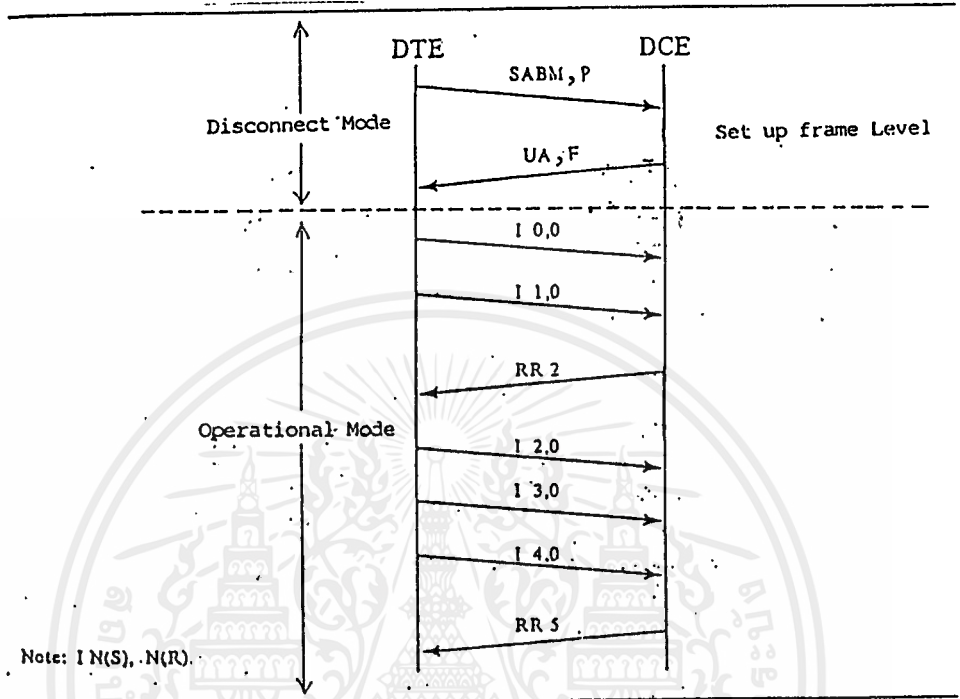 DTE DCE
SABM, P
Disconnect Mode
Set up frame Level
UA, F
I 0,0
I 1,0
RR 2
Operational Mode
I 2,0
I 3,0
I 4,0
RR 5
Note: I N(S), N(R).